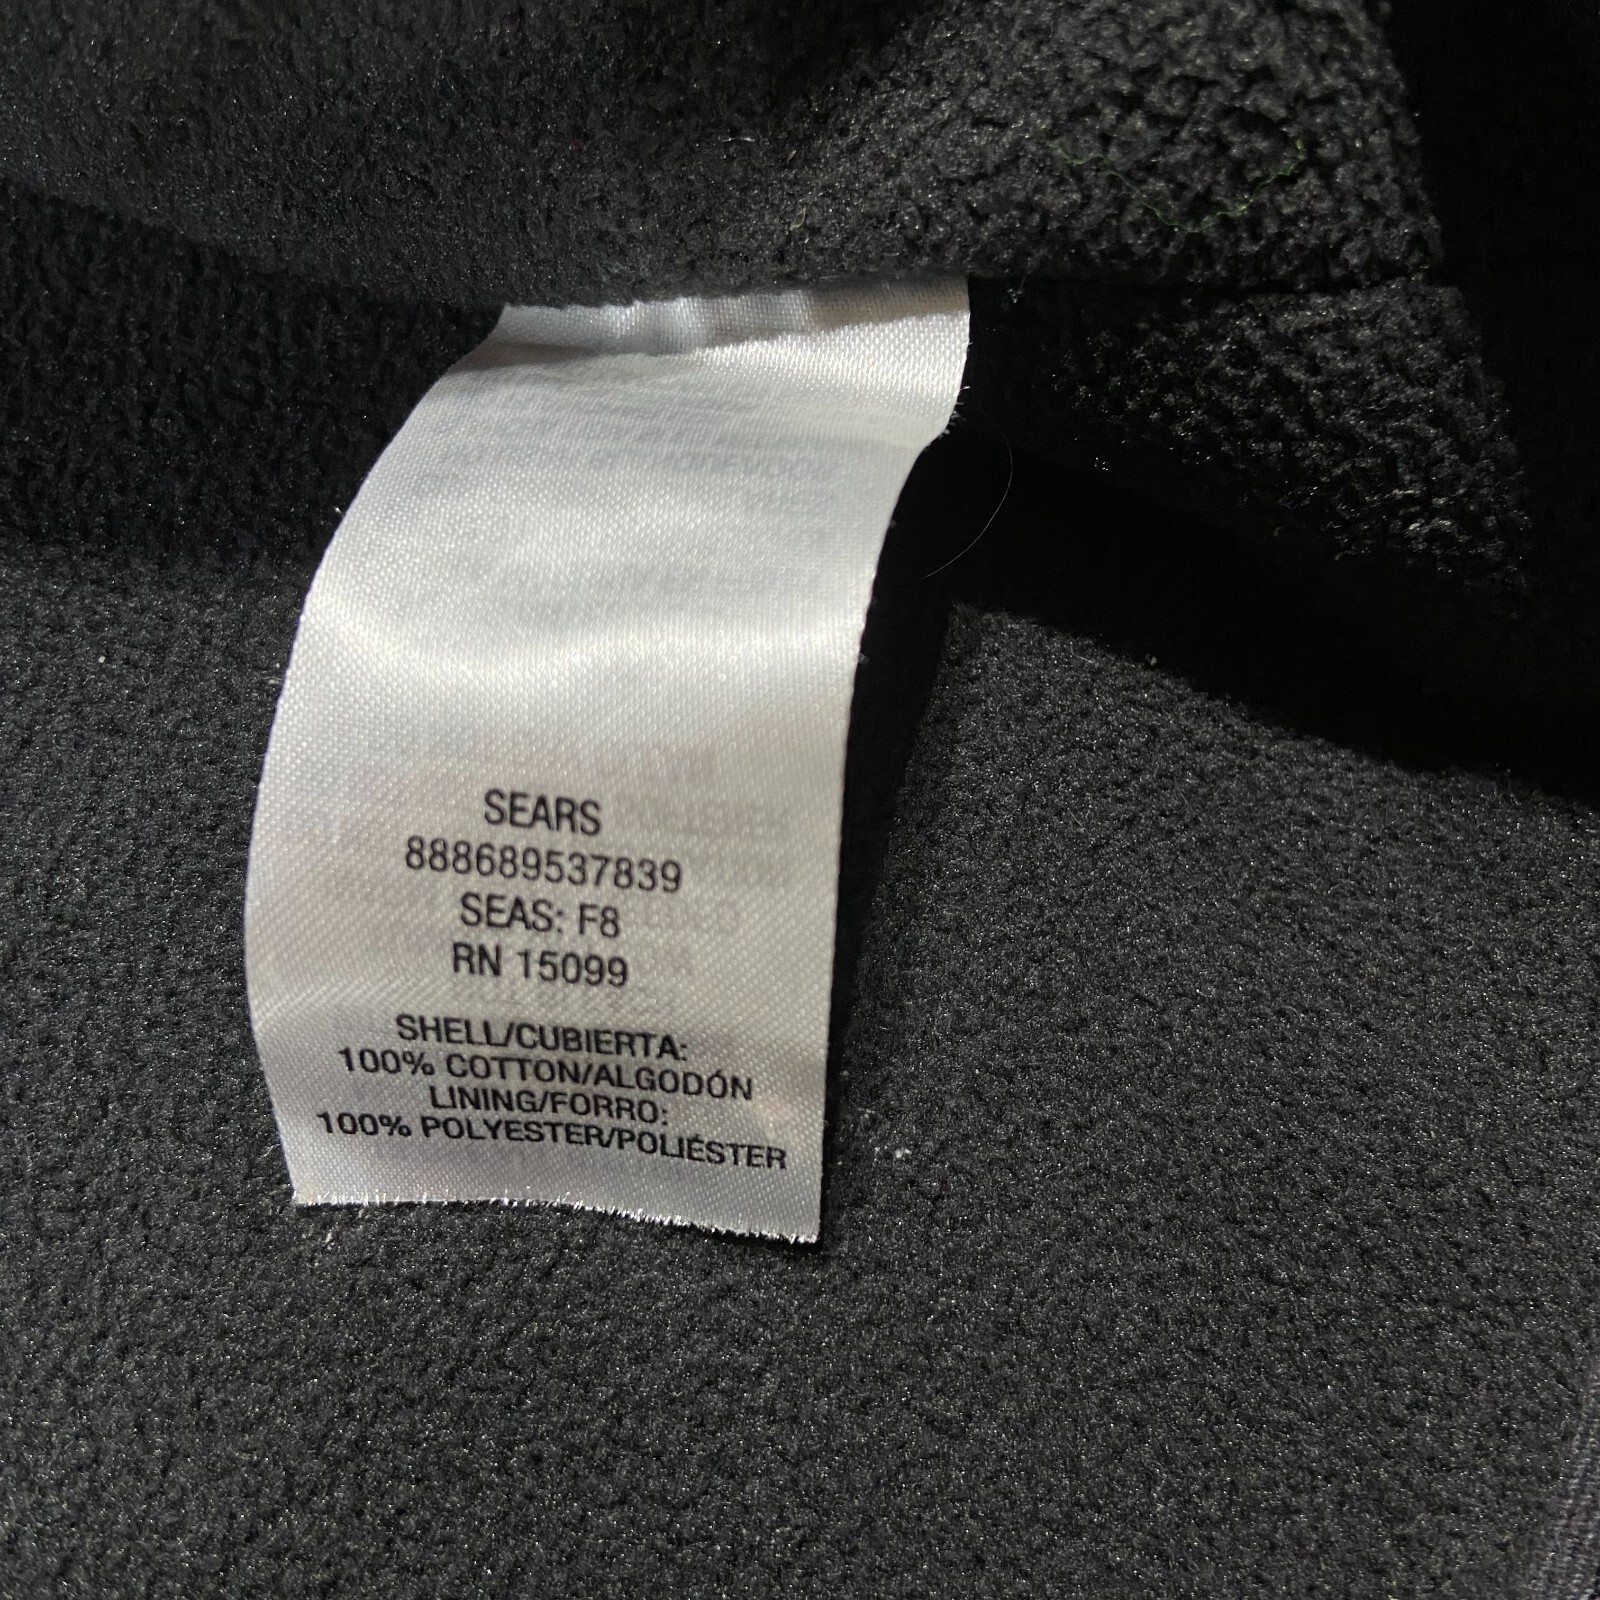 SEARS
888689537839
SEAS: F8
RN 15099
SHELL/CUBIERTA:
100% COTTON/ALGODÓN
LINING/FORRO:
100% POLYESTER/POLIÉSTER